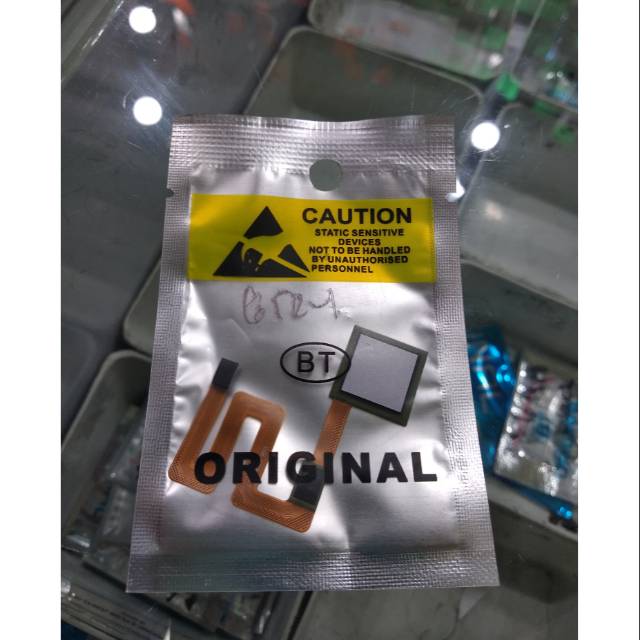 CAUTION
STATIC SENSITIVE
DEVICES
NOT TO BE HANDLED
BY UNAUTHORISED
PERSONNEL
BT
ORIGINAL